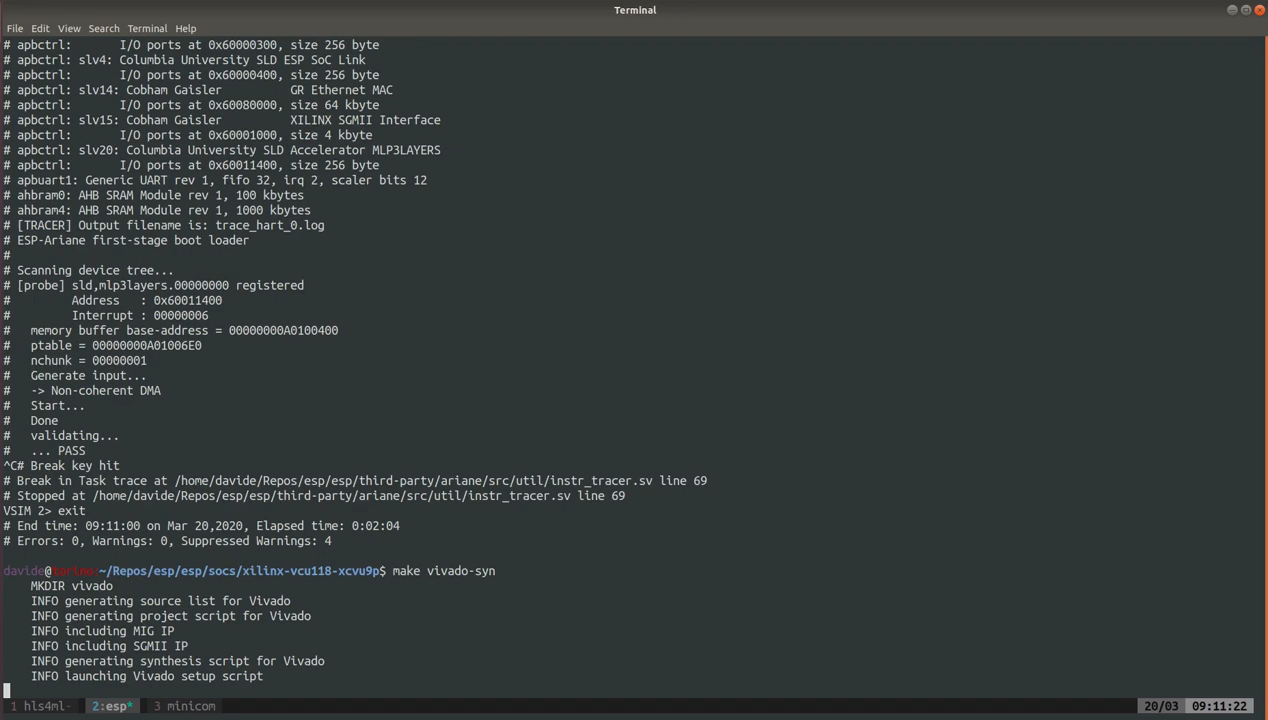 Terminal
File Edit View Search Terminal Help
# apbctrl:       I/O ports at 0x60000300, size 256 byte
# apbctrl: slv4: Columbia University SLD ESP SoC Link
# apbctrl:       I/O ports at 0x60000400, size 256 byte
# apbctrl: slv14: Cobham Gaisler          GR Ethernet MAC
# apbctrl:       I/O ports at 0x60080000, size 64 kbyte
# apbctrl: slv15: Cobham Gaisler          XILINX SGMII Interface
# apbctrl:       I/O ports at 0x60001000, size 4 kbyte
# apbctrl: slv20: Columbia University SLD Accelerator MLP3LAYERS
# apbctrl:       I/O ports at 0x60011400, size 256 byte
# apbuart1: Generic UART rev 1, fifo 32, irq 2, scaler bits 12
# ahbram0: AHB SRAM Module rev 1, 100 kbytes
# ahbram4: AHB SRAM Module rev 1, 1000 kbytes
# [TRACER] Output filename is: trace_hart_0.log
# ESP-Ariane first-stage boot loader
#
# Scanning device tree...
# [probe] sld,mlp3layers.00000000 registered
#         Address   : 0x60011400
#         Interrupt : 00000006
#   memory buffer base-address = 00000000A0100400
#   ptable = 00000000A01006E0
#   nchunk = 00000001
#   Generate input...
#   -> Non-coherent DMA
#   Start...
#   Done
#   validating...
#   ... PASS
^C# Break key hit
# Break in Task trace at /home/davide/Repos/esp/esp/third-party/ariane/src/util/instr_tracer.sv line 69
# Stopped at /home/davide/Repos/esp/esp/third-party/ariane/src/util/instr_tracer.sv line 69
VSIM 2> exit
# End time: 09:11:00 on Mar 20,2020, Elapsed time: 0:02:04
# Errors: 0, Warnings: 0, Suppressed Warnings: 4
davide@torino:~/Repos/esp/esp/socs/xilinx-vcu118-xcvu9p$ make vivado-syn
    MKDIR vivado
    INFO generating source list for Vivado
    INFO generating project script for Vivado
    INFO including MIG IP
    INFO including SGMII IP
    INFO generating synthesis script for Vivado
    INFO launching Vivado setup script
1 hls4ml- 2:esp* 3 minicom 20/03 09:11:22